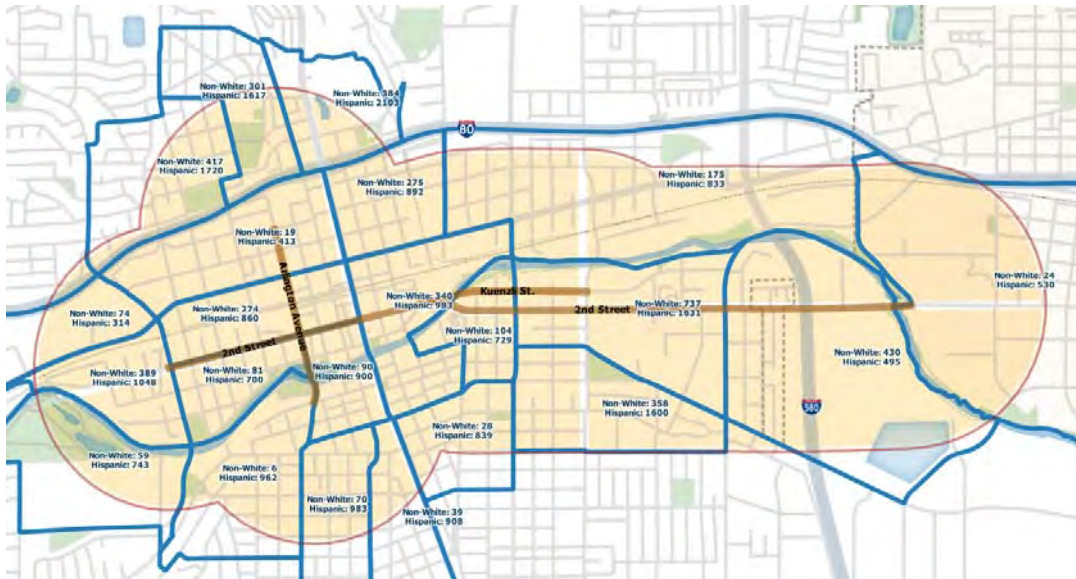 Non-White: 301
Hispanic: 1617
Non-White: 384
Hispanic: 2103
80
Non-White: 417
Hispanic: 1720
Non-White: 275
Hispanic: 892
Non-White: 175
Hispanic: 833
Non-White: 19
Hispanic: 413
Arlington Avenue
Non-White: 24
Hispanic: 530
Non-White: 340
Hispanic: 983
Kuenzli St.
Non-White: 74
Hispanic: 314
Non-White: 274
Hispanic: 860
2nd Street
Non-White: 737
Hispanic: 1631
Non-White: 104
Hispanic: 729
2nd Street
Non-White: 430
Hispanic: 495
Non-White: 389
Hispanic: 1048
Non-White: 81
Hispanic: 700
Non-White: 90
Hispanic: 900
Non-White: 358
Hispanic: 1600
580
Non-White: 28
Hispanic: 839
Non-White: 59
Hispanic: 743
Non-White: 6
Hispanic: 962
Non-White: 70
Hispanic: 983
Non-White: 39
Hispanic: 908